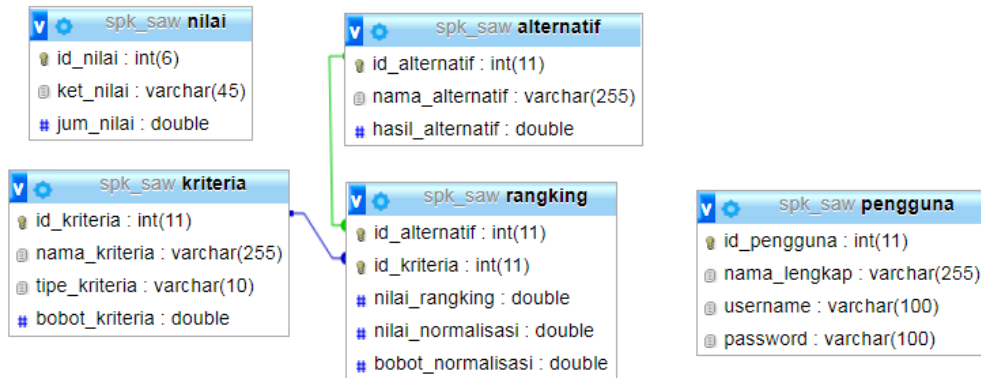 v spk_saw nilai
id_nilai : int(6)
ket_nilai : varchar(45)
# jum_nilai : double
v spk_saw alternatif
id_alternatif : int(11)
nama_alternatif : varchar(255)
# hasil_alternatif : double
v spk_saw kriteria
id_kriteria : int(11)
nama_kriteria : varchar(255)
tipe_kriteria : varchar(10)
# bobot_kriteria : double
v spk_saw rangking
id_alternatif : int(11)
id_kriteria : int(11)
# nilai_rangking : double
# nilai_normalisasi : double
# bobot_normalisasi : double
v spk_saw pengguna
id_pengguna : int(11)
nama_lengkap : varchar(255)
username : varchar(100)
password : varchar(100)